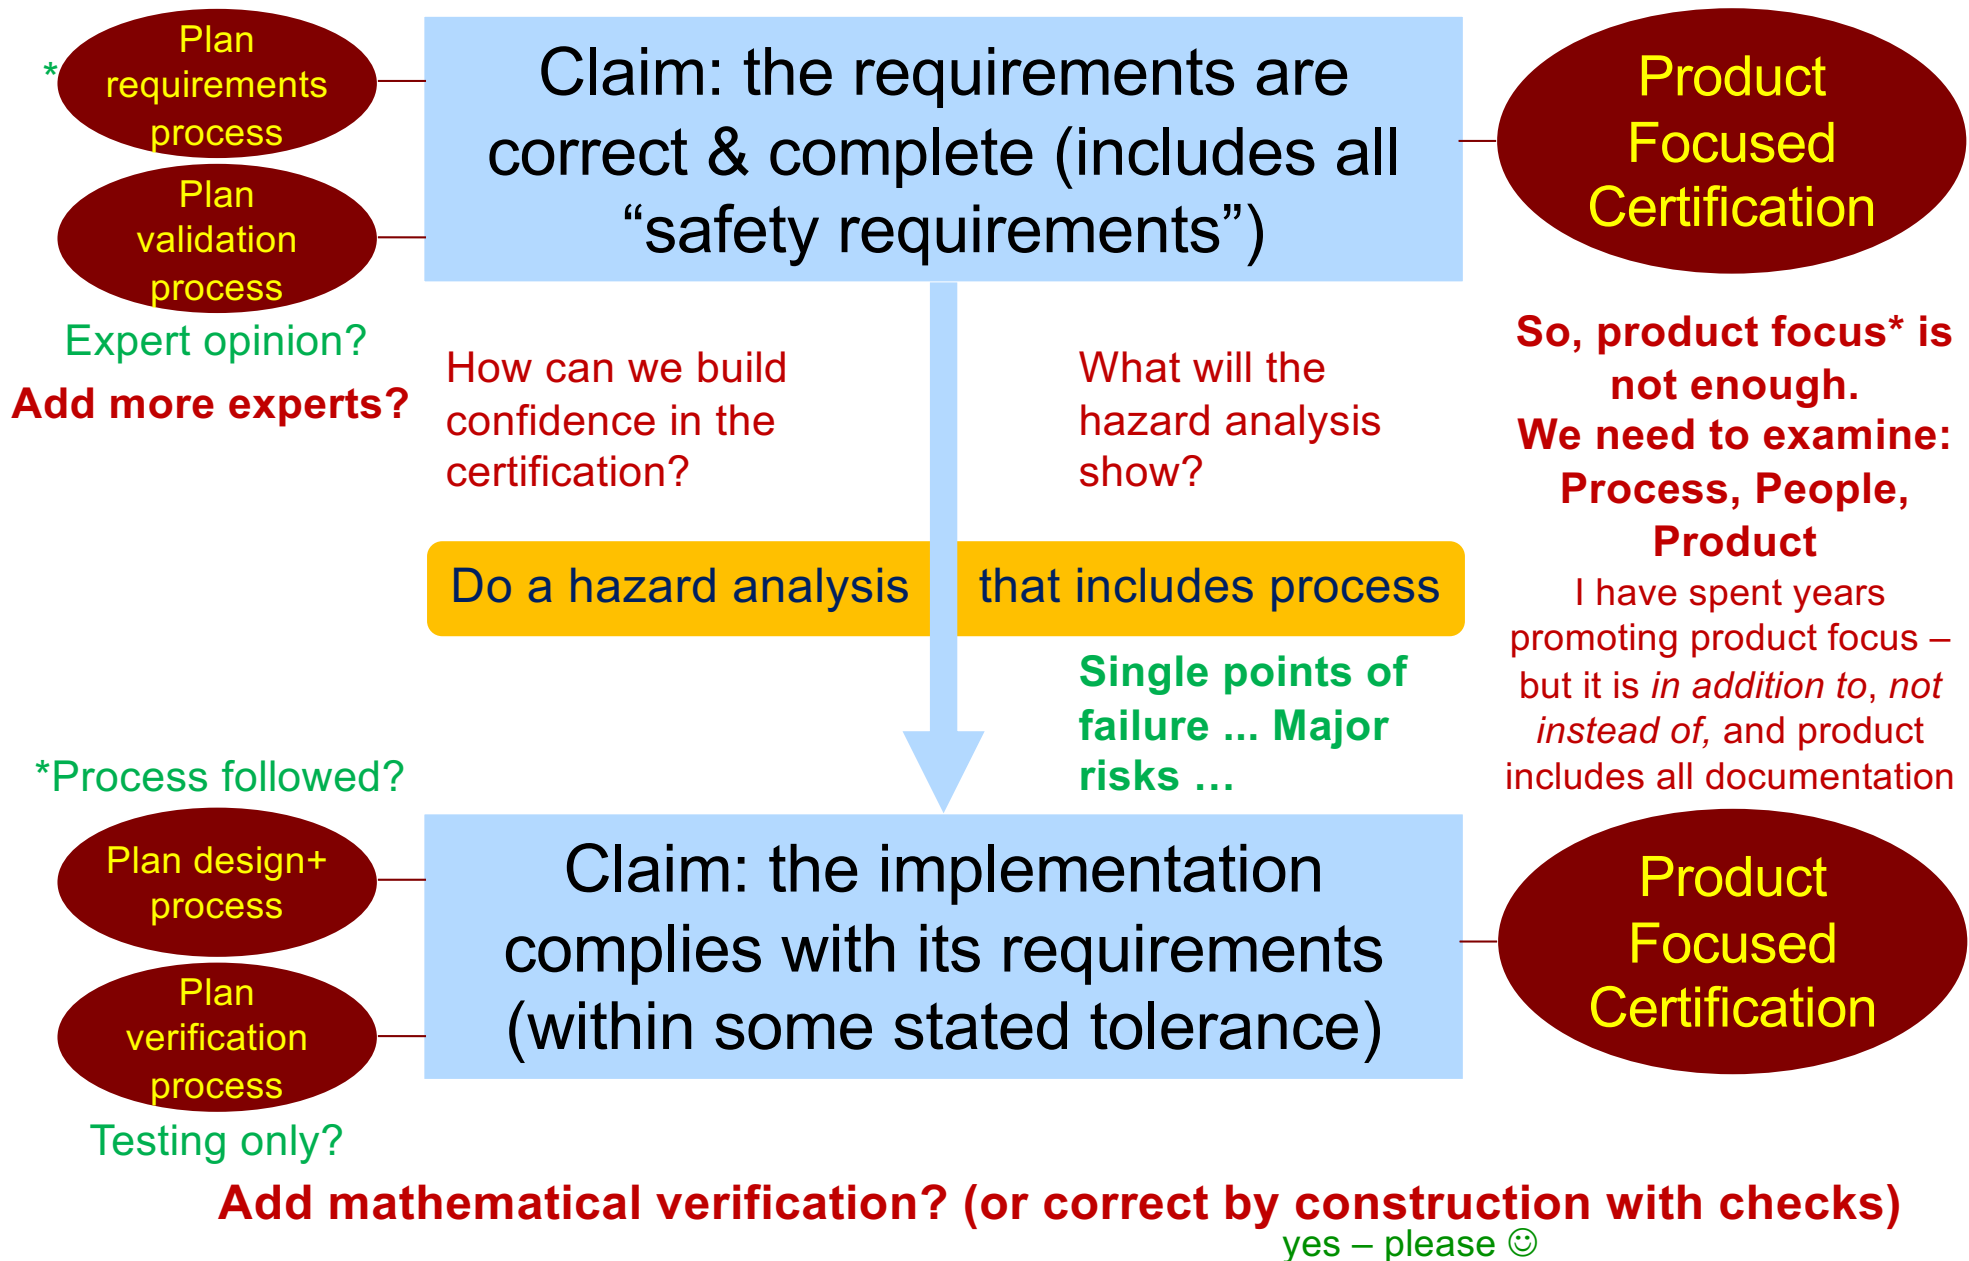 *
Plan
requirements
process
Plan
validation
process
Expert opinion?
Add more experts?
Claim: the requirements are
correct & complete (includes all
“safety requirements”)
Product
Focused
Certification
How can we build
confidence in the
certification?
What will the
hazard analysis
show?
So, product focus* is
not enough.
We need to examine:
Process, People,
Product
I have spent years
promoting product focus –
but it is in addition to, not
instead of, and product
includes all documentation
Do a hazard analysis
that includes process
Single points of
failure ... Major
risks …
*Process followed?
Plan design+
process
Plan
verification
process
Testing only?
Claim: the implementation
complies with its requirements
(within some stated tolerance)
Product
Focused
Certification
Add mathematical verification? (or correct by construction with checks)
yes – please ☺